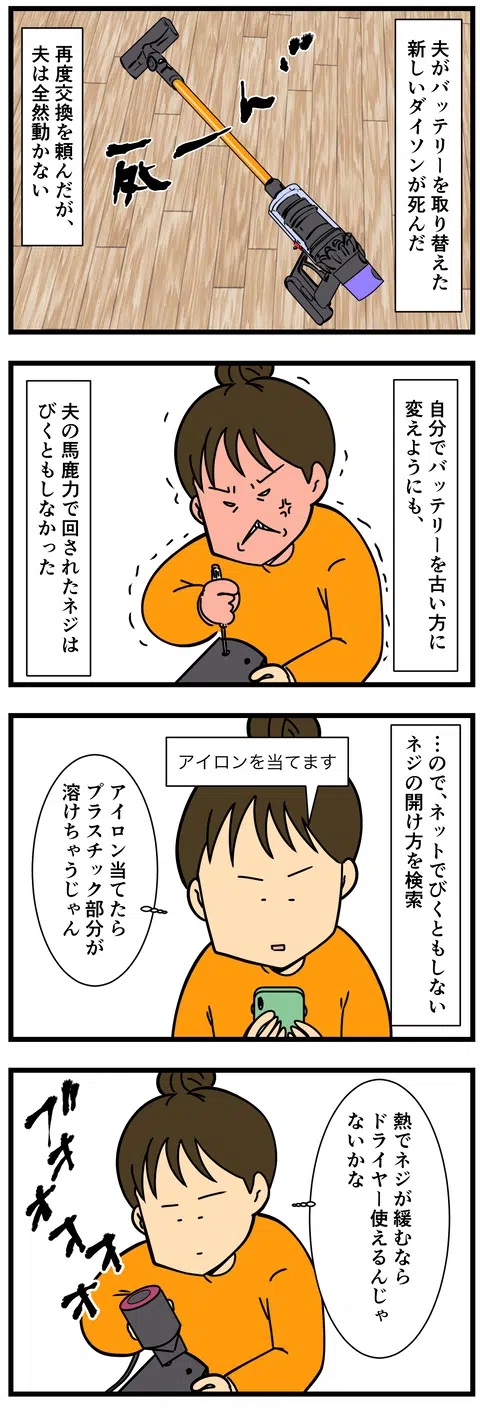 夫がバッテリーを取り替えた
新しいダイソンが死んだ
死ーん…
再度交換を頼んだが、
夫は全然動かない
自分でバッテリーを古い方に
変えようにも、
夫の馬鹿力で回されたネジは
びくともしなかった
…ので、ネットでびくともしない
ネジの開け方を検索
アイロンを当てます
アイロン当てたら
プラスチック部分が
溶けちゃうじゃん
熱でネジが緩むなら
ドライヤー使えるんじゃ
ないかな
ブオオオオオ